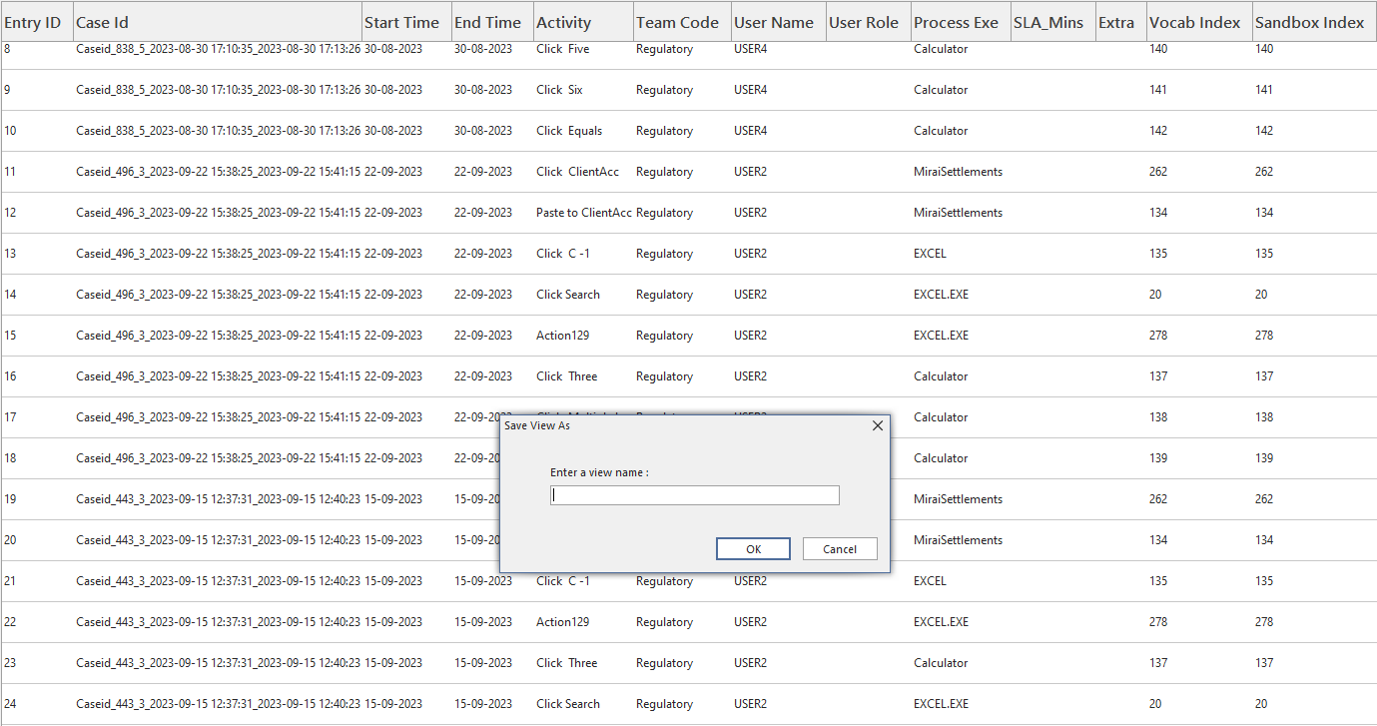 Entry ID Case Id Start Time End Time Activity Team Code User Name User Role Process Exe SLA_Mins Extra Vocab Index Sandbox Index
8 Caseid_838_5_2023-08-30 17:10:35_2023-08-30 17:13:26 30-08-2023 30-08-2023 Click Five Regulatory USER4 Calculator 140 140
9 Caseid_838_5_2023-08-30 17:10:35_2023-08-30 17:13:26 30-08-2023 30-08-2023 Click Six Regulatory USER4 Calculator 141 141
10 Caseid_838_5_2023-08-30 17:10:35_2023-08-30 17:13:26 30-08-2023 30-08-2023 Click Equals Regulatory USER4 Calculator 142 142
11 Caseid_496_3_2023-09-22 15:38:25_2023-09-22 15:41:15 22-09-2023 22-09-2023 Click ClientAcc Regulatory USER2 MiraiSettlements 262 262
12 Caseid_496_3_2023-09-22 15:38:25_2023-09-22 15:41:15 22-09-2023 22-09-2023 Paste to ClientAcc Regulatory USER2 MiraiSettlements 134 134
13 Caseid_496_3_2023-09-22 15:38:25_2023-09-22 15:41:15 22-09-2023 22-09-2023 Click C -1 Regulatory USER2 EXCEL 135 135
14 Caseid_496_3_2023-09-22 15:38:25_2023-09-22 15:41:15 22-09-2023 22-09-2023 Click Search Regulatory USER2 EXCEL.EXE 20 20
15 Caseid_496_3_2023-09-22 15:38:25_2023-09-22 15:41:15 22-09-2023 22-09-2023 Action129 Regulatory USER2 EXCEL.EXE 278 278
16 Caseid_496_3_2023-09-22 15:38:25_2023-09-22 15:41:15 22-09-2023 22-09-2023 Click Three Regulatory USER2 Calculator 137 137
17 Caseid_496_3_2023-09-22 15:38:25_2023-09-22 15:41:15 22-09-2023 Calculator 138 138
Save View As
Enter a view name :
OK Cancel
18 Caseid_496_3_2023-09-22 15:38:25_2023-09-22 15:41:15 22-09-2023 Calculator 139 139
19 Caseid_443_3_2023-09-15 12:37:31_2023-09-15 12:40:23 15-09-2023 MiraiSettlements 262 262
20 Caseid_443_3_2023-09-15 12:37:31_2023-09-15 12:40:23 15-09-2023 MiraiSettlements 134 134
21 Caseid_443_3_2023-09-15 12:37:31_2023-09-15 12:40:23 15-09-2023 15-09-2023 Click C -1 Regulatory USER2 EXCEL 135 135
22 Caseid_443_3_2023-09-15 12:37:31_2023-09-15 12:40:23 15-09-2023 15-09-2023 Action129 Regulatory USER2 EXCEL.EXE 278 278
23 Caseid_443_3_2023-09-15 12:37:31_2023-09-15 12:40:23 15-09-2023 15-09-2023 Click Three Regulatory USER2 Calculator 137 137
24 Caseid_443_3_2023-09-15 12:37:31_2023-09-15 12:40:23 15-09-2023 15-09-2023 Click Search Regulatory USER2 EXCEL.EXE 20 20